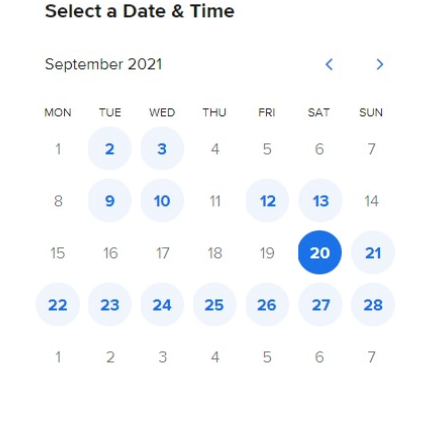 Select a Date & Time
September 2021
MON TUE WED THU FRI SAT SUN
1 2 3 4 5 6 7
8 9 10 11 12 13 14
15 16 17 18 19 20 21
22 23 24 25 26 27 28
1 2 3 4 5 6 7